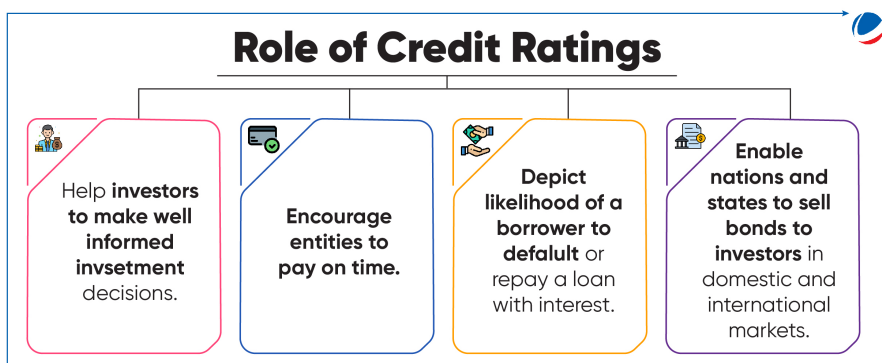 Role of Credit Ratings
Help investors
to make well
informed
invsetment
decisions.
Encourage
entities to
pay on time.
Depict
likelihood of a
borrower to
defalult or
repay a loan
with interest.
Enable
nations and
states to sell
bonds to
investors in
domestic and
international
markets.